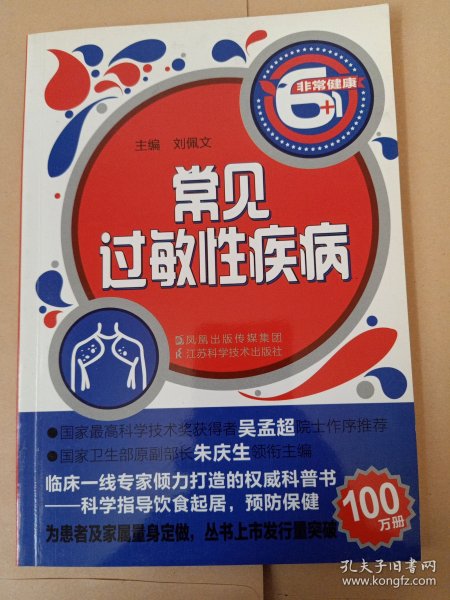 非常健康
6+1
主编 刘佩文
常见
过敏性疾病
凤凰出版传媒集团
江苏科学技术出版社
●国家最高科学技术奖获得者吴孟超院士作序推荐
●国家卫生部原副部长朱庆生领衔主编
临床一线专家倾力打造的权威科普书
——科学指导饮食起居，预防保健
为患者及家属量身定做，丛书上市发行量突破
100
万册
孔夫子旧书网
www.kongfz.com